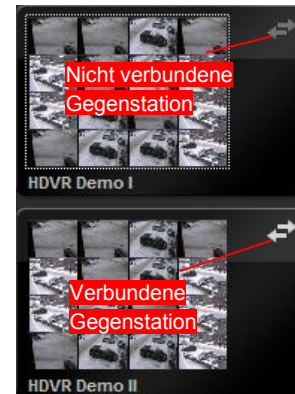 Nicht verbundene
Gegenstation
HDVR Demo I
Verbundene
Gegenstation
HDVR Demo II